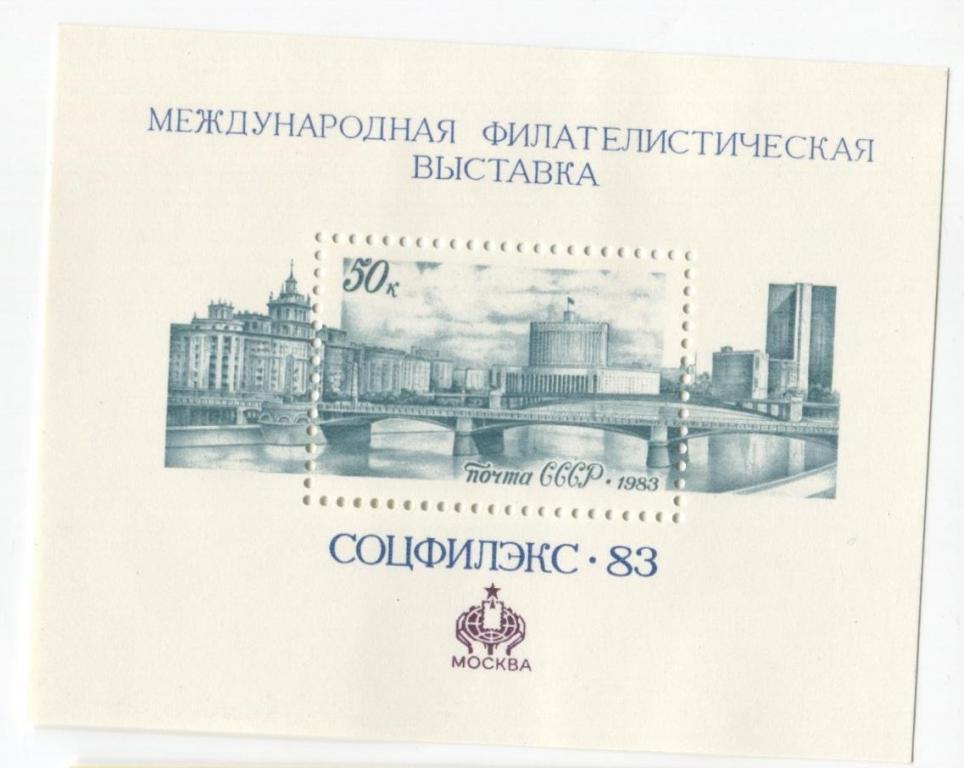 МЕЖДУНАРОДНАЯ ФИЛАТЕЛИСТИЧЕСКАЯ
ВЫСТАВКА
50к
почта СССР • 1983
СОЦФИЛЭКС • 83
МОСКВА